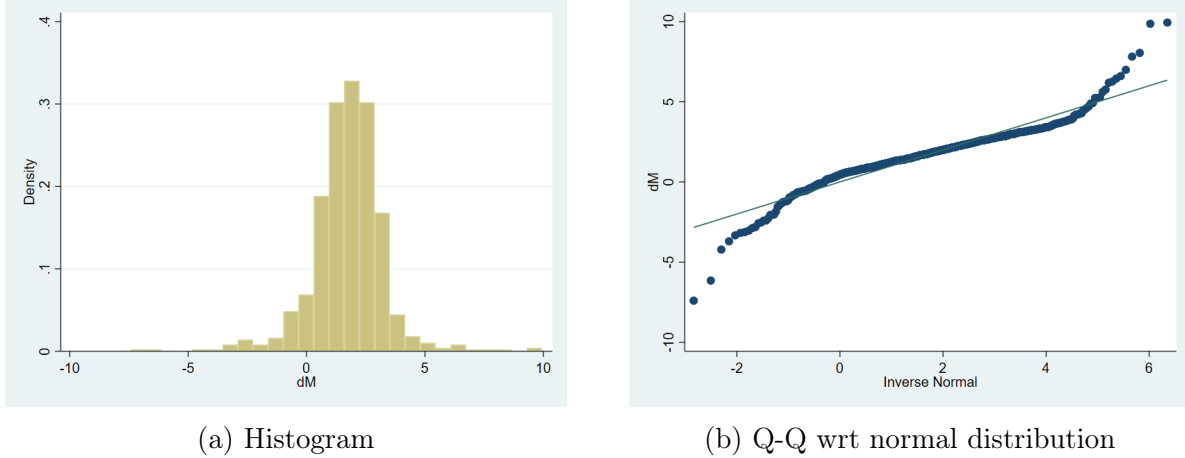 Density
0 .1 .2 .3 .4
-10 -5 0 5 10
dM
dM
-10 -5 0 5 10
-2 0 2 4 6
Inverse Normal
(a) Histogram
(b) Q-Q wrt normal distribution